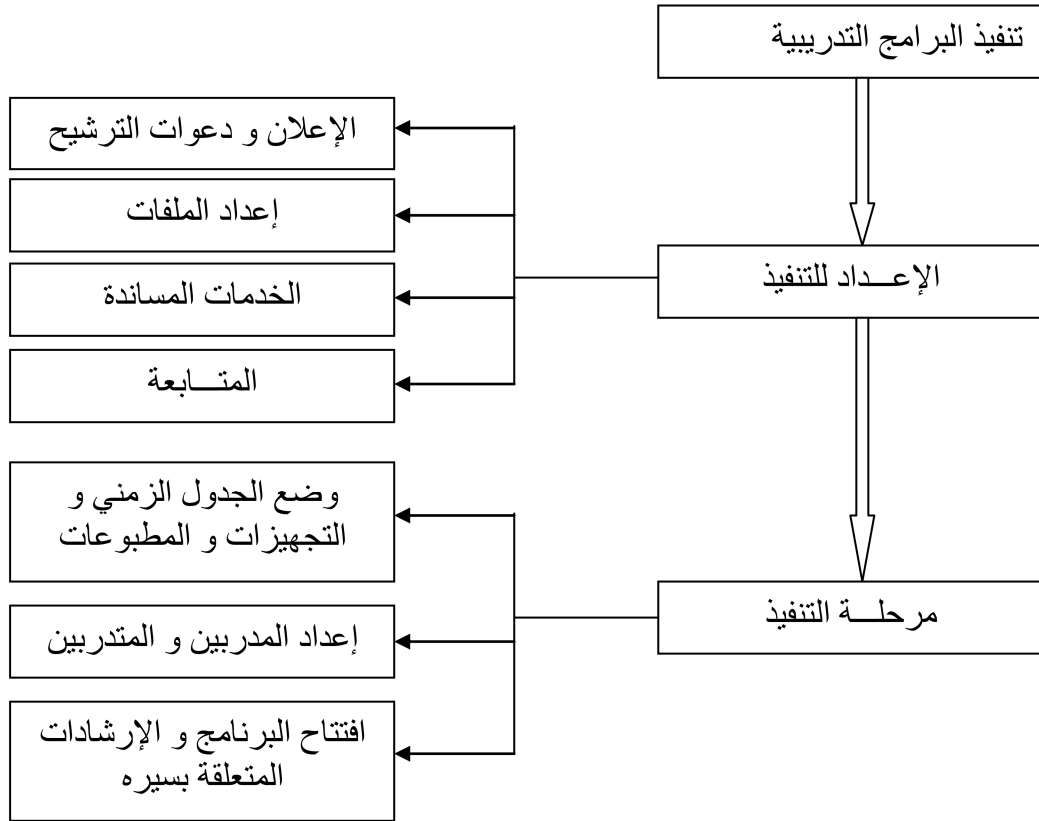 تنفيذ البرامج التدريبية
الإعـــداد للتنفيذ
الإعلان و دعوات الترشيح
إعداد الملفات
الخدمات المساندة
المتـــابعة
مرحلـــة التنفيذ
وضع الجدول الزمني و
التجهيزات و المطبوعات
إعداد المدربين و المتدربين
افتتاح البرنامج و الإرشادات
المتعلقة بسيره